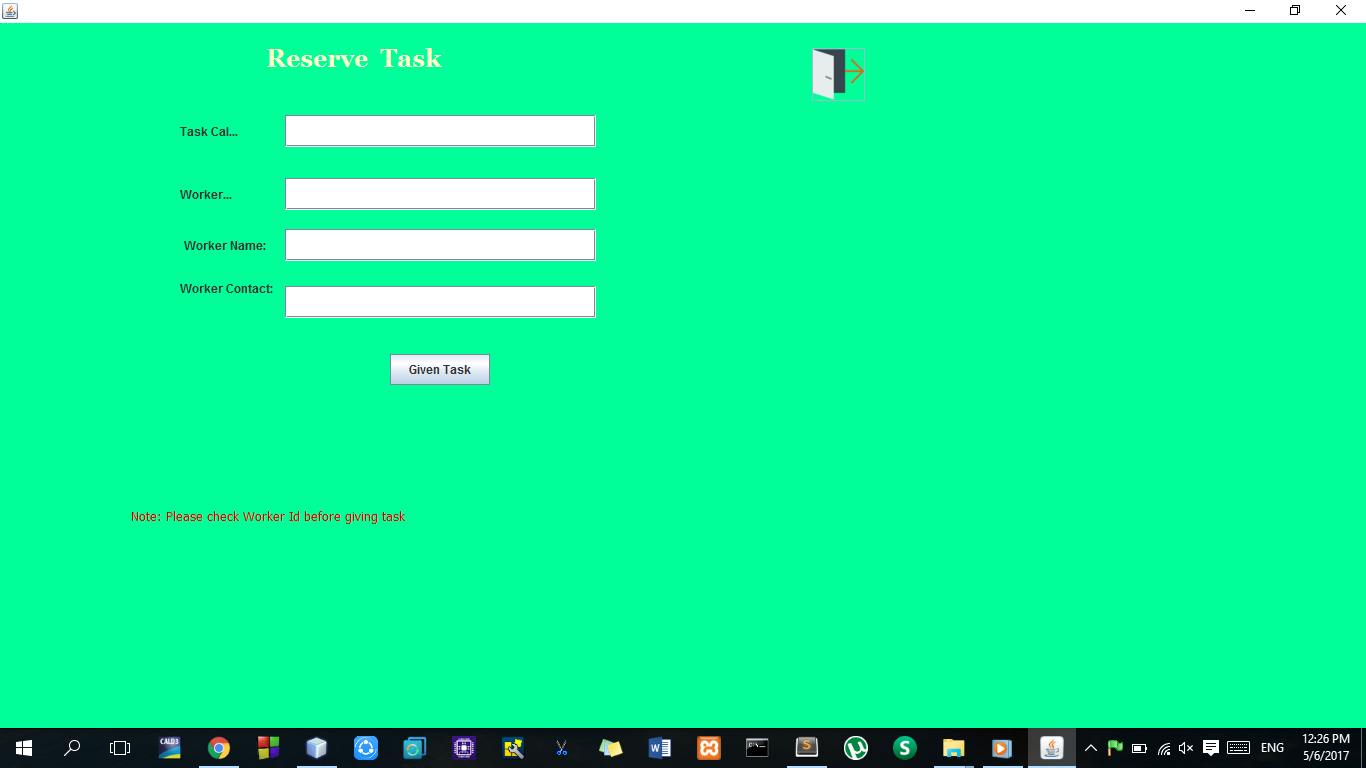 Reserve Task
Task Cal...
Worker...
Worker Name:
Worker Contact:
Given Task
Note: Please check Worker Id before giving task
CALD3
W
S
C:\.
S
ENG
12:26 PM
5/6/2017